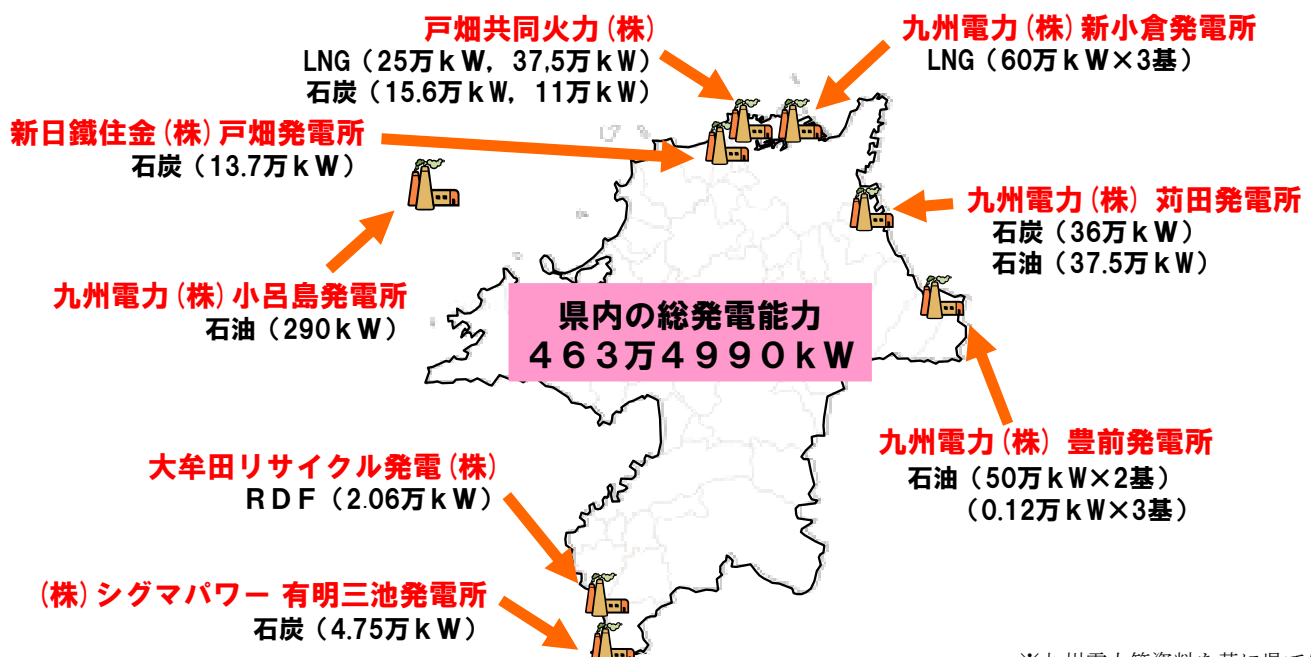 戸畑共同火力(株)
LNG(25万kW, 37,5万kW)
石炭(15.6万kW, 11万kW)
九州電力(株)新小倉発電所
LNG(60万kW×3基)
新日鐵住金(株)戸畑発電所
石炭(13.7万kW)
九州電力(株) 苅田発電所
石炭(36万kW)
石油(37.5万kW)
九州電力(株)小呂島発電所
石油(290kW)
県内の総発電能力
463万4990kW
九州電力(株) 豊前発電所
石油(50万kW×2基)
(0.12万kW×3基)
大牟田リサイクル発電(株)
RDF(2.06万kW)
(株)シグマパワー 有明三池発電所
石炭(4.75万kW)